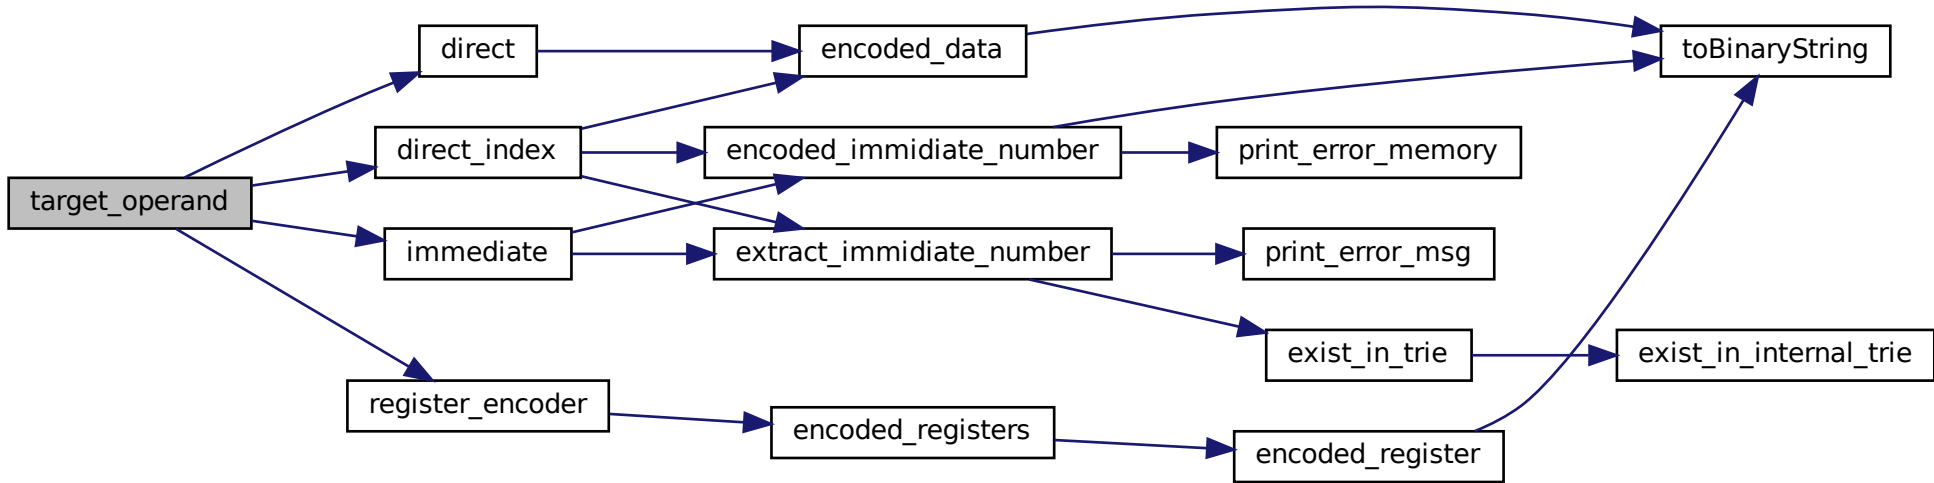 direct
encoded_data
toBinaryString
direct_index
encoded_immidiate_number
print_error_memory
target_operand
immediate
extract_immidiate_number
print_error_msg
exist_in_trie
exist_in_internal_trie
register_encoder
encoded_registers
encoded_register